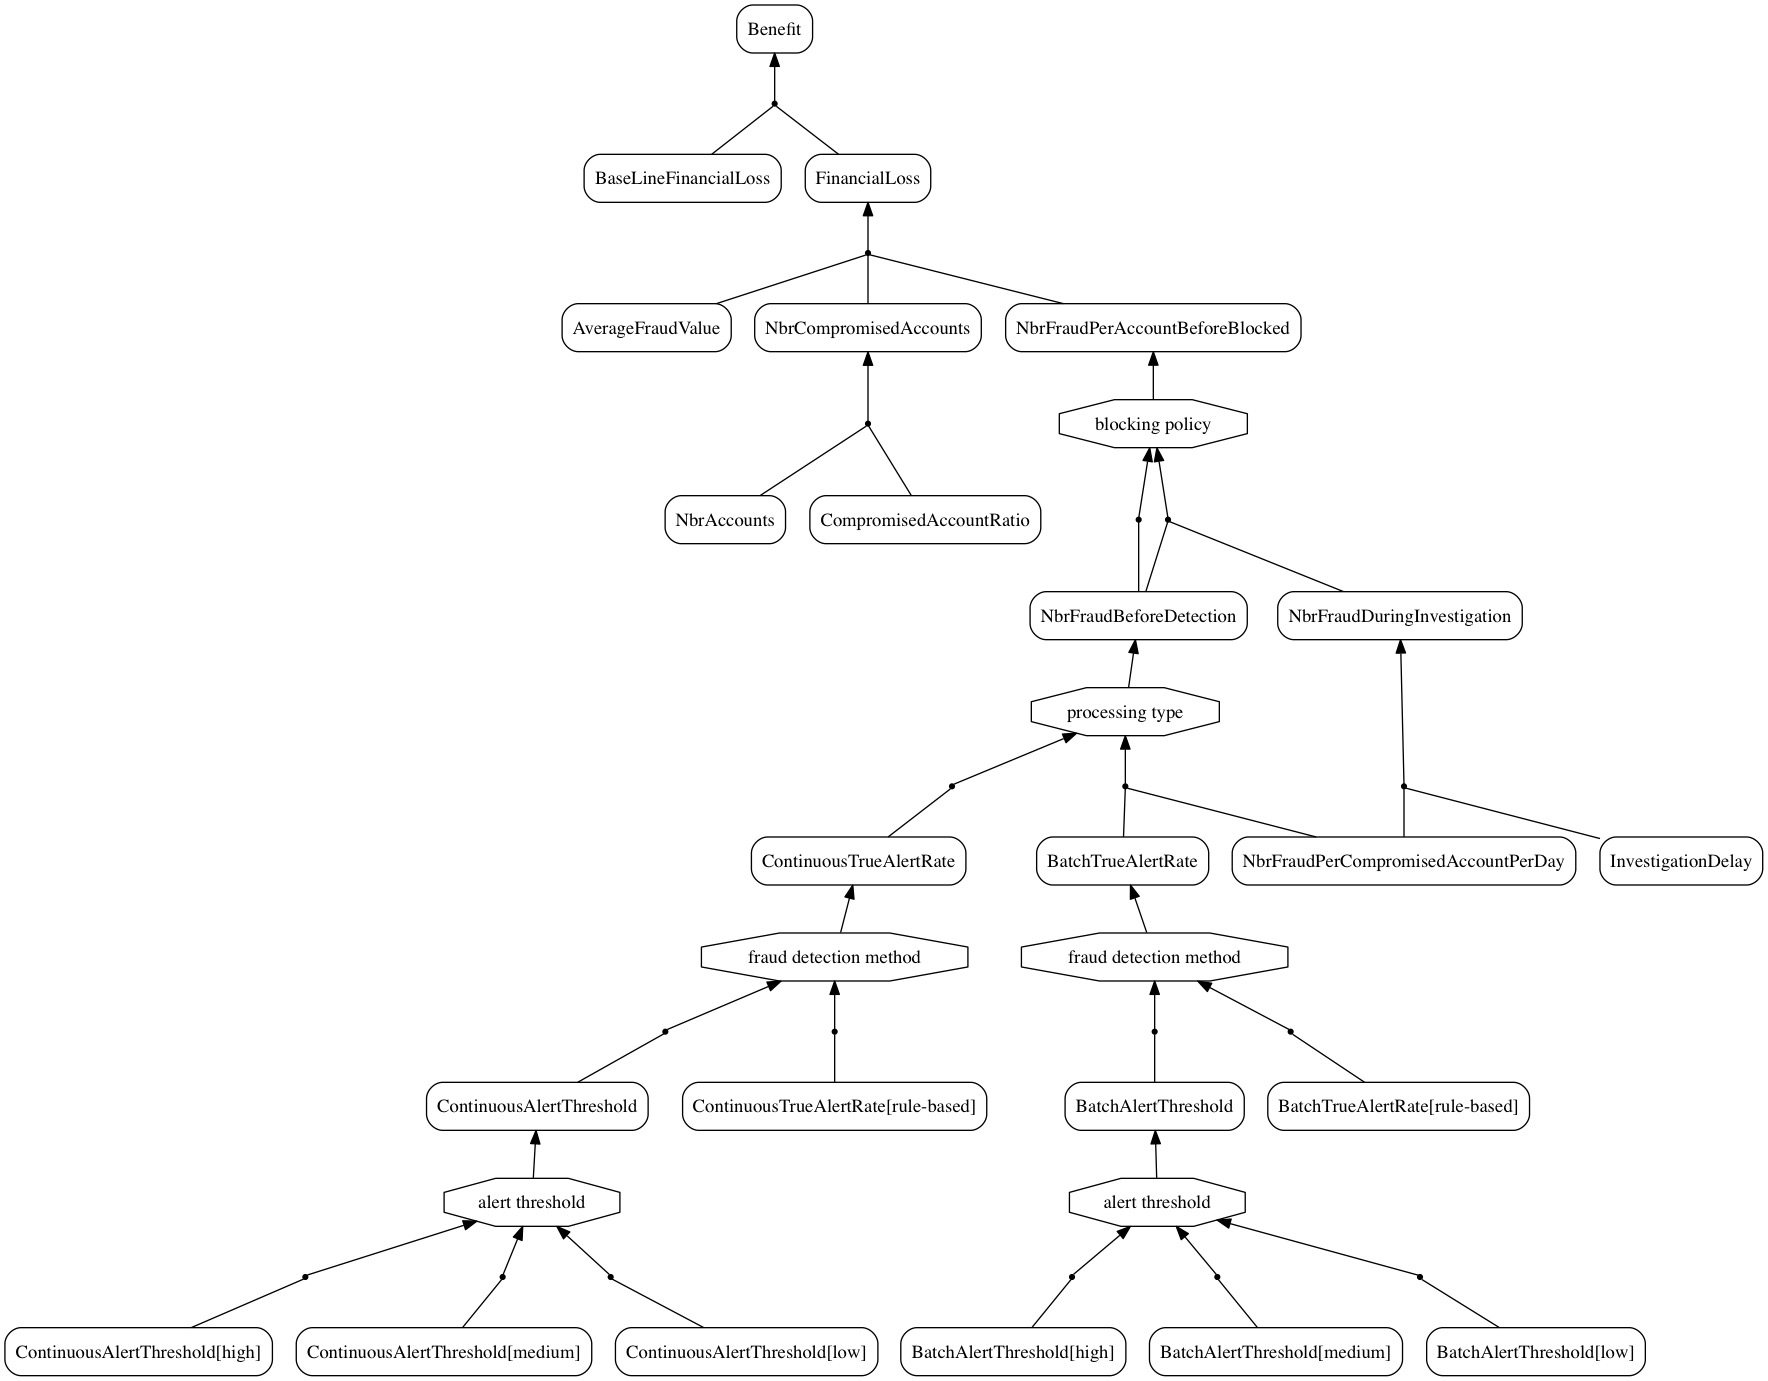 Benefit
BaseLineFinancialLoss
FinancialLoss
AverageFraudValue
NbrCompromisedAccounts
NbrFraudPerAccountBeforeBlocked
blocking policy
NbrAccounts
CompromisedAccountRatio
NbrFraudBeforeDetection
NbrFraudDuringInvestigation
processing type
ContinuousTrueAlertRate
BatchTrueAlertRate
NbrFraudPerCompromisedAccountPerDay
InvestigationDelay
fraud detection method
fraud detection method
ContinuousAlertThreshold
ContinuousTrueAlertRate[rule-based]
BatchAlertThreshold
BatchTrueAlertRate[rule-based]
alert threshold
alert threshold
ContinuousAlertThreshold[high]
ContinuousAlertThreshold[medium]
ContinuousAlertThreshold[low]
BatchAlertThreshold[high]
BatchAlertThreshold[medium]
BatchAlertThreshold[low]